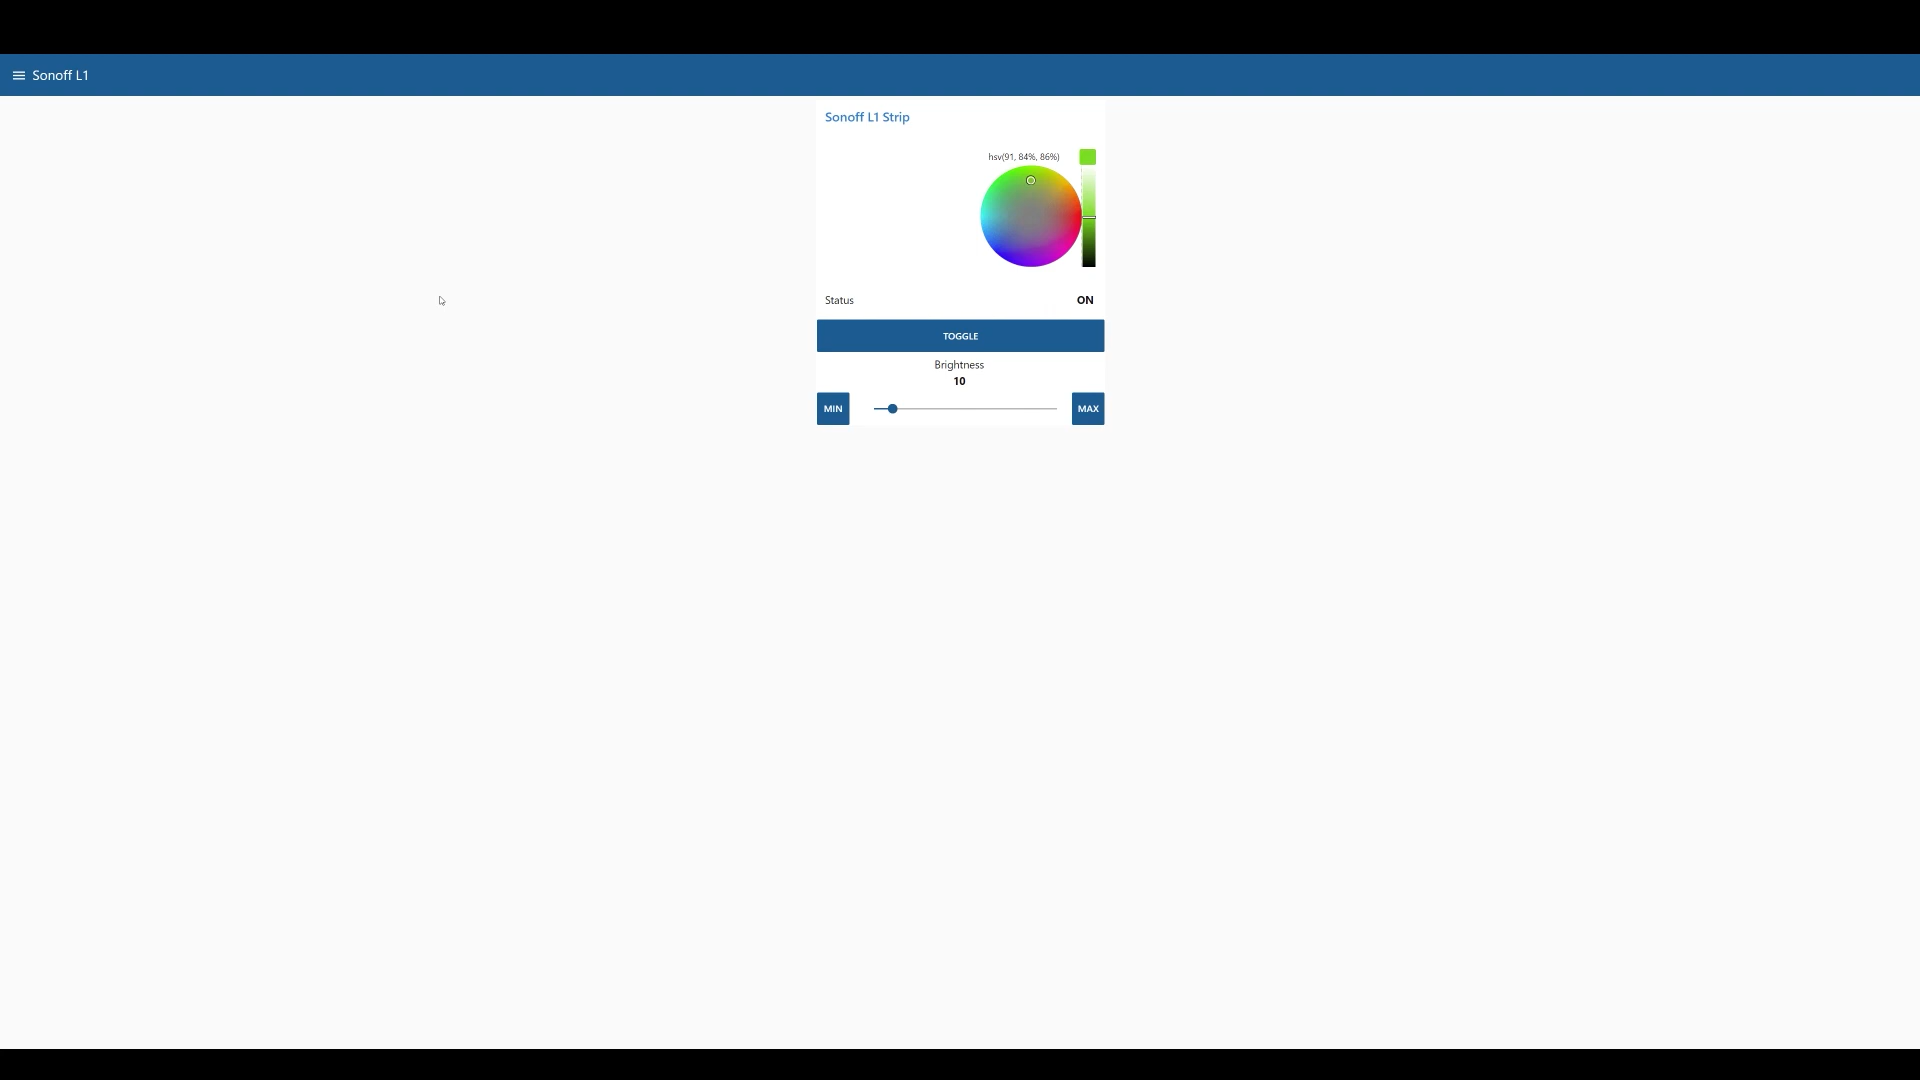 Sonoff L1
Sonoff L1 Strip
hsv(91, 84%, 86%)
Status ON
TOGGLE
Brightness
10
MIN MAX